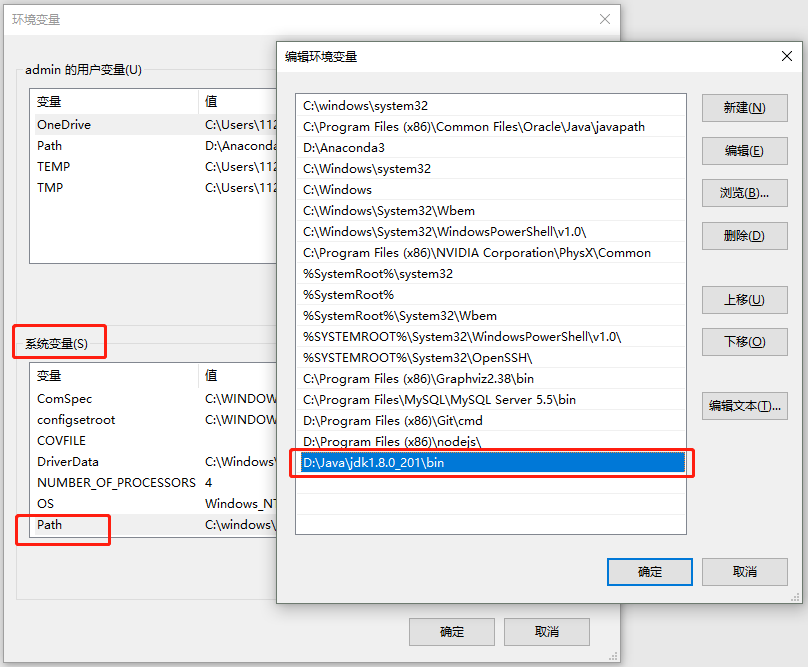 环境变量
admin 的用户变量(U)
变量 值
OneDrive C:\Users\112
Path D:\Anaconda
TEMP C:\Users\112
TMP C:\Users\112
系统变量(S)
变量 值
ComSpec C:\WINDOW
configsetroot C:\WINDOW
COVFILE
DriverData C:\Windows\
NUMBER_OF_PROCESSORS 4
OS Windows_NT
Path C:\windows\
确定 取消
编辑环境变量
C:\windows\system32
C:\Program Files (x86)\Common Files\Oracle\Java\javapath
D:\Anaconda3
C:\Windows\system32
C:\Windows
C:\Windows\System32\Wbem
C:\Windows\System32\WindowsPowerShell\v1.0\
C:\Program Files (x86)\NVIDIA Corporation\PhysX\Common
%SystemRoot%\system32
%SystemRoot%
%SystemRoot%\System32\Wbem
%SYSTEMROOT%\System32\WindowsPowerShell\v1.0\
%SYSTEMROOT%\System32\OpenSSH\
C:\Program Files (x86)\Graphviz2.38\bin
C:\Program Files\MySQL\MySQL Server 5.5\bin
D:\Program Files (x86)\Git\cmd
D:\Program Files (x86)\nodejs\
D:\Java\jdk1.8.0_201\bin
新建(N)
编辑(E)
浏览(B)...
删除(D)
上移(U)
下移(O)
编辑文本(T)...
确定 取消